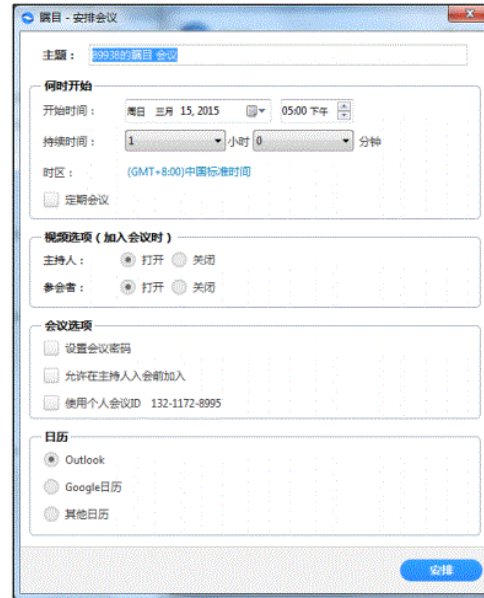 瞩目 - 安排会议
主题： 89938的瞩目 会议
何时开始
开始时间： 周日 三月 15, 2015 05:00 下午
持续时间： 1 小时 0 分钟
时区： (GMT+8:00)中国标准时间
定期会议
视频选项 ( 加入会议时 )
主持人： 打开 关闭
参会者： 打开 关闭
会议选项
设置会议密码
允许在主持人入会前加入
使用个人会议ID 132-1172-8995
日历
Outlook
Google日历
其他日历
安排